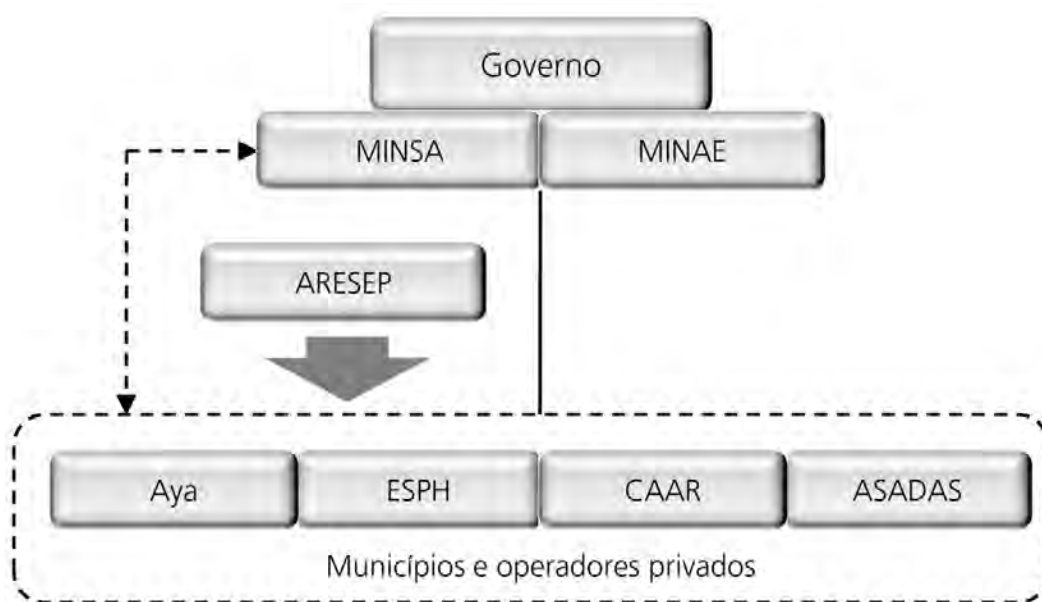 Governo
MINSA
MINAE
ARESEP
Aya
ESPH
CAAR
ASADAS
Municípios e operadores privados